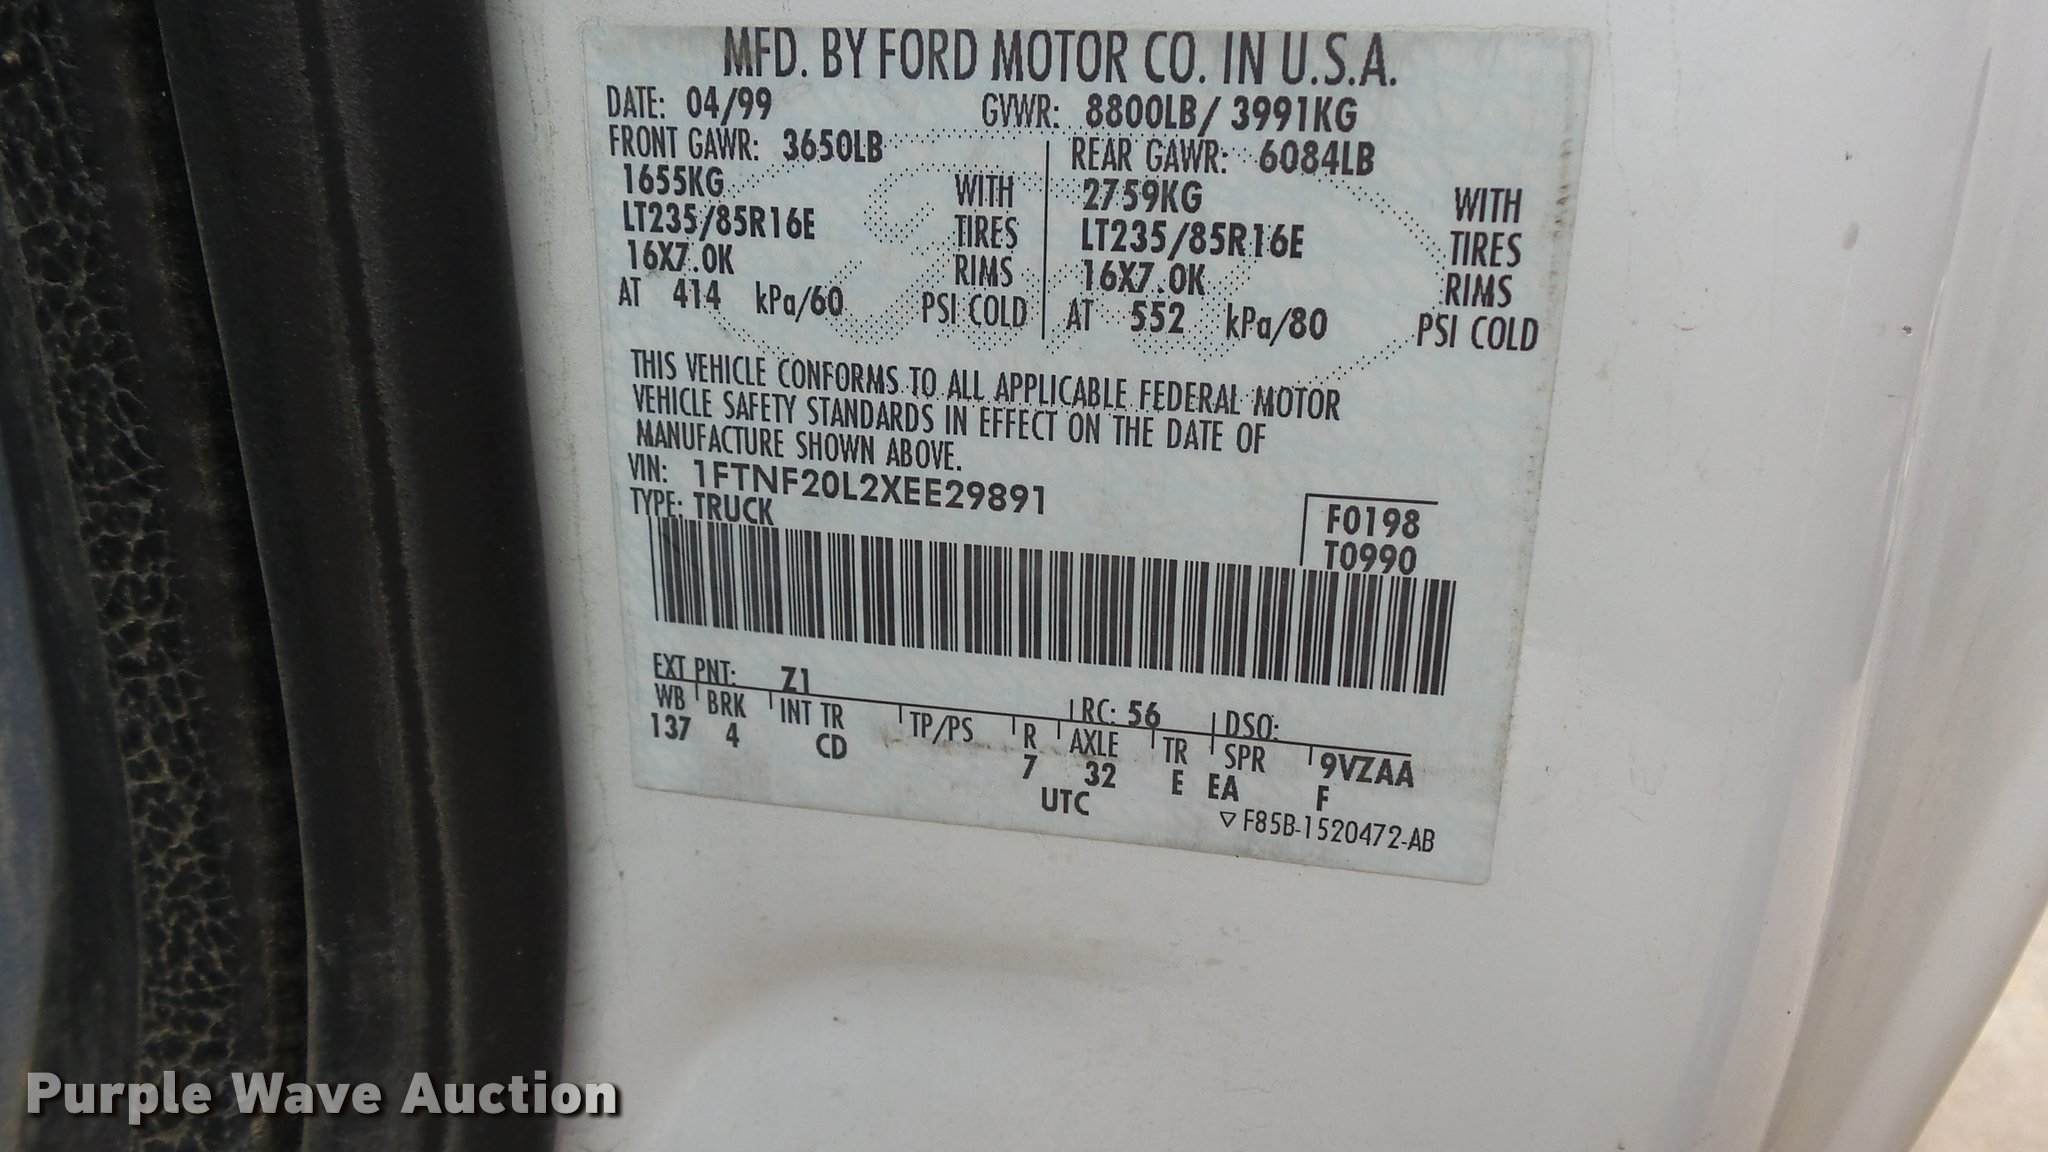 MFD. BY FORD MOTOR CO. IN U.S.A.
DATE: 04/99 GVWR: 8800LB/ 3991KG
FRONT GAWR: 3650LB REAR GAWR: 6084LB
1655KG WITH 2759KG WITH
LT235/85R16E TIRES LT235/85R16E TIRES
16X7.0K RIMS 16X7.0K RIMS
AT 414 kPa/60 PSI COLD AT 552 kPa/80 PSI COLD
THIS VEHICLE CONFORMS TO ALL APPLICABLE FEDERAL MOTOR
VEHICLE SAFETY STANDARDS IN EFFECT ON THE DATE OF
MANUFACTURE SHOWN ABOVE.
VIN: 1FTNF20L2XEE29891
TYPE: TRUCK
F0198
T0990
EXT PNT: Z1 RC: 56 DSO:
WB BRK INT TR TP/PS R AXLE TR SPR 9VZAA
137 4 CD 7 32 E EA F
UTC
▽ F85B-1520472-AB
Purple Wave Auction